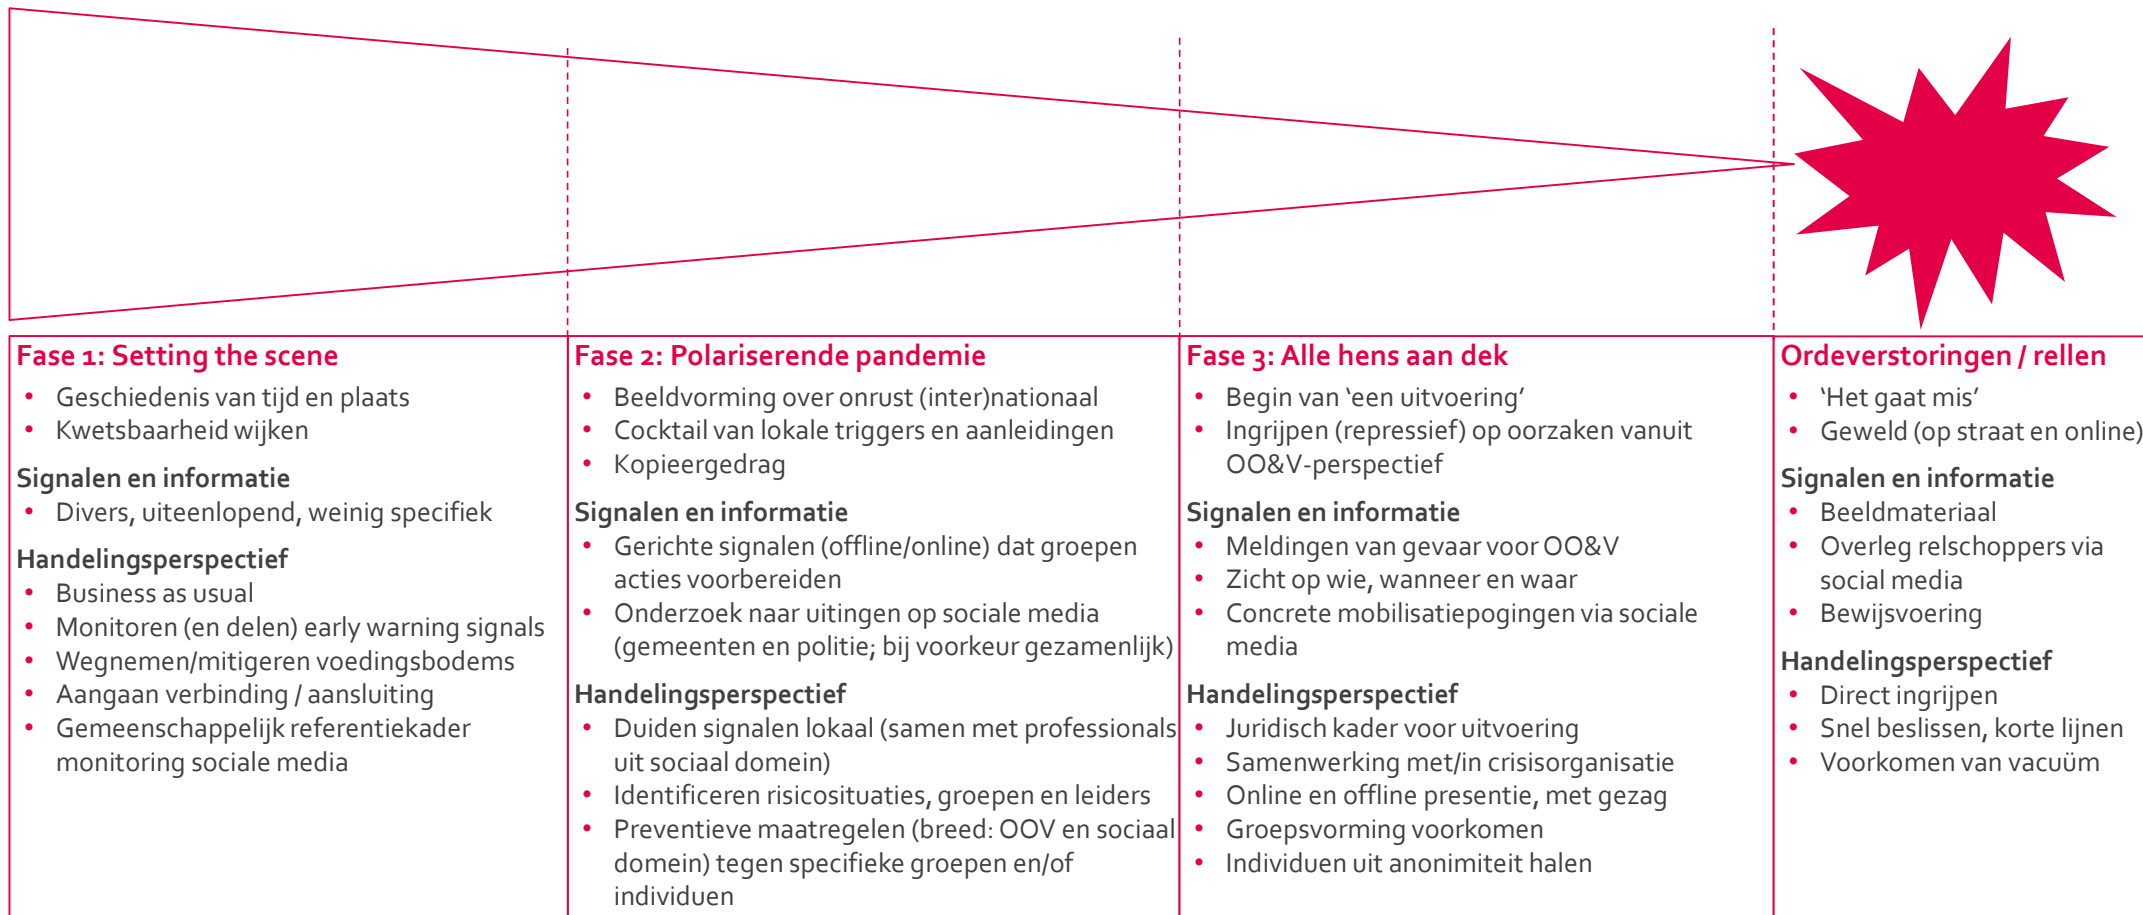 Fase 1: Setting the scene
• Geschiedenis van tijd en plaats
• Kwetsbaarheid wijken
Signalen en informatie
• Divers, uiteenlopend, weinig specifiek
Handelingsperspectief
• Business as usual
• Monitoren (en delen) early warning signals
• Wegnemen/mitigeren voedingsbodems
• Aangaan verbinding / aansluiting
• Gemeenschappelijk referentiekader
monitoring sociale media
Fase 2: Polariserende pandemie
• Beeldvorming over onrust (inter)nationaal
• Cocktail van lokale triggers en aanleidingen
• Kopieergedrag
Signalen en informatie
• Gerichte signalen (offline/online) dat groepen
acties voorbereiden
• Onderzoek naar uitingen op sociale media
(gemeenten en politie; bij voorkeur gezamenlijk)
Handelingsperspectief
• Duiden signalen lokaal (samen met professionals
uit sociaal domein)
• Identificeren risicosituaties, groepen en leiders
• Preventieve maatregelen (breed: OOV en sociaal
domein) tegen specifieke groepen en/of
individuen
Fase 3: Alle hens aan dek
• Begin van ‘een uitvoering’
• Ingrijpen (repressief) op oorzaken vanuit
OO&V-perspectief
Signalen en informatie
• Meldingen van gevaar voor OO&V
• Zicht op wie, wanneer en waar
• Concrete mobilisatiepogingen via sociale
media
Handelingsperspectief
• Juridisch kader voor uitvoering
• Samenwerking met/in crisisorganisatie
• Online en offline presentie, met gezag
• Groepsvorming voorkomen
• Individuen uit anonimiteit halen
Ordeverstoringen / rellen
• ‘Het gaat mis’
• Geweld (op straat en online)
Signalen en informatie
• Beeldmateriaal
• Overleg relschoppers via
social media
• Bewijsvoering
Handelingsperspectief
• Direct ingrijpen
• Snel beslissen, korte lijnen
• Voorkomen van vacuüm